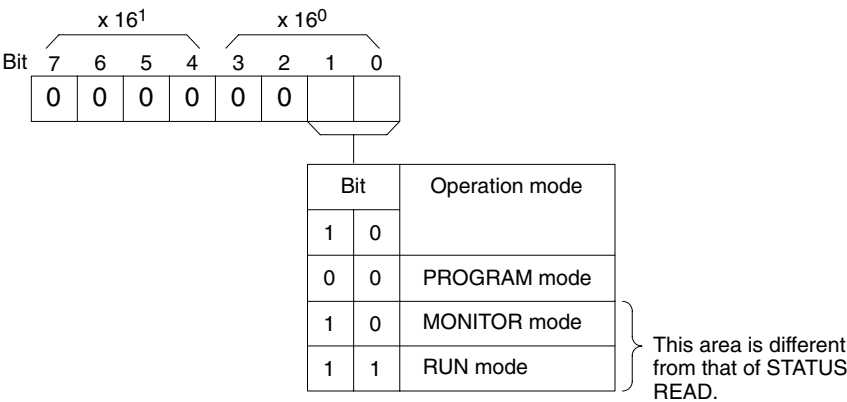 x 16¹ x 16⁰
Bit 7 6 5 4 3 2 1 0
0 0 0 0 0 0
Bit Operation mode
1 0
0 0 PROGRAM mode
1 0 MONITOR mode
1 1 RUN mode
This area is different
from that of STATUS
READ.